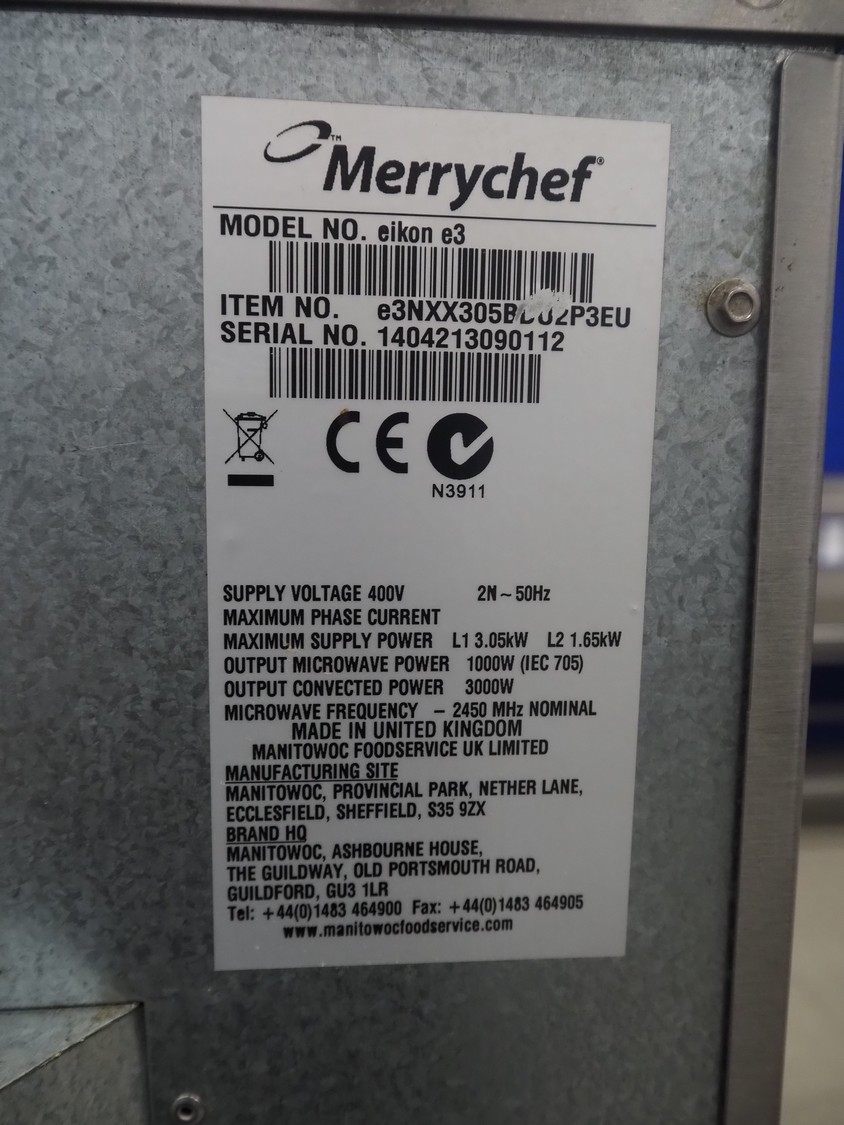 ™
Merrychef®
MODEL NO. eikon e3
ITEM NO.
SERIAL NO. 1404213090112
CE
N3911
SUPPLY VOLTAGE 400V 2N ~ 50Hz
MAXIMUM PHASE CURRENT
MAXIMUM SUPPLY POWER L1 3.05kW L2 1.65kW
OUTPUT MICROWAVE POWER 1000W (IEC 705)
OUTPUT CONVECTED POWER 3000W
MICROWAVE FREQUENCY – 2450 MHz NOMINAL
MADE IN UNITED KINGDOM
MANITOWOC FOODSERVICE UK LIMITED
MANUFACTURING SITE
MANITOWOC, PROVINCIAL PARK, NETHER LANE,
ECCLESFIELD, SHEFFIELD, S35 9ZX
BRAND HQ
MANITOWOC, ASHBOURNE HOUSE,
THE GUILDWAY, OLD PORTSMOUTH ROAD,
GUILDFORD, GU3 1LR
Tel: +44(0)1483 464900 Fax: +44(0)1483 464905
www.manitowocfoodservice.com